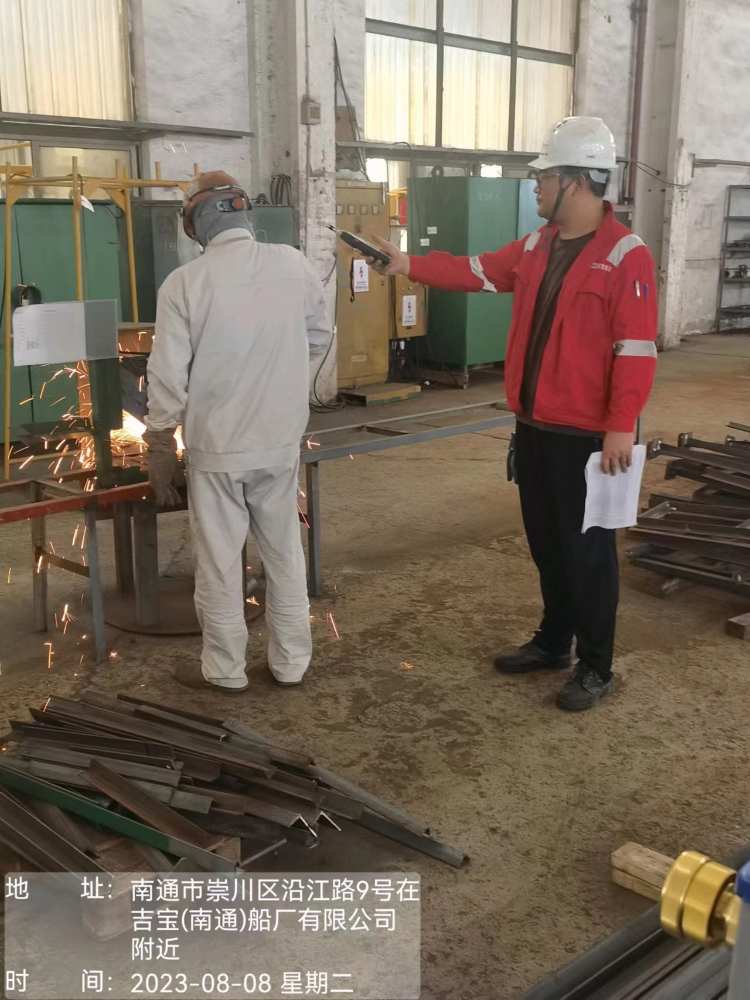 地 址: 南通市崇川区沿江路9号在
吉宝(南通)船厂有限公司
附近
时 间: 2023-08-08 星期二